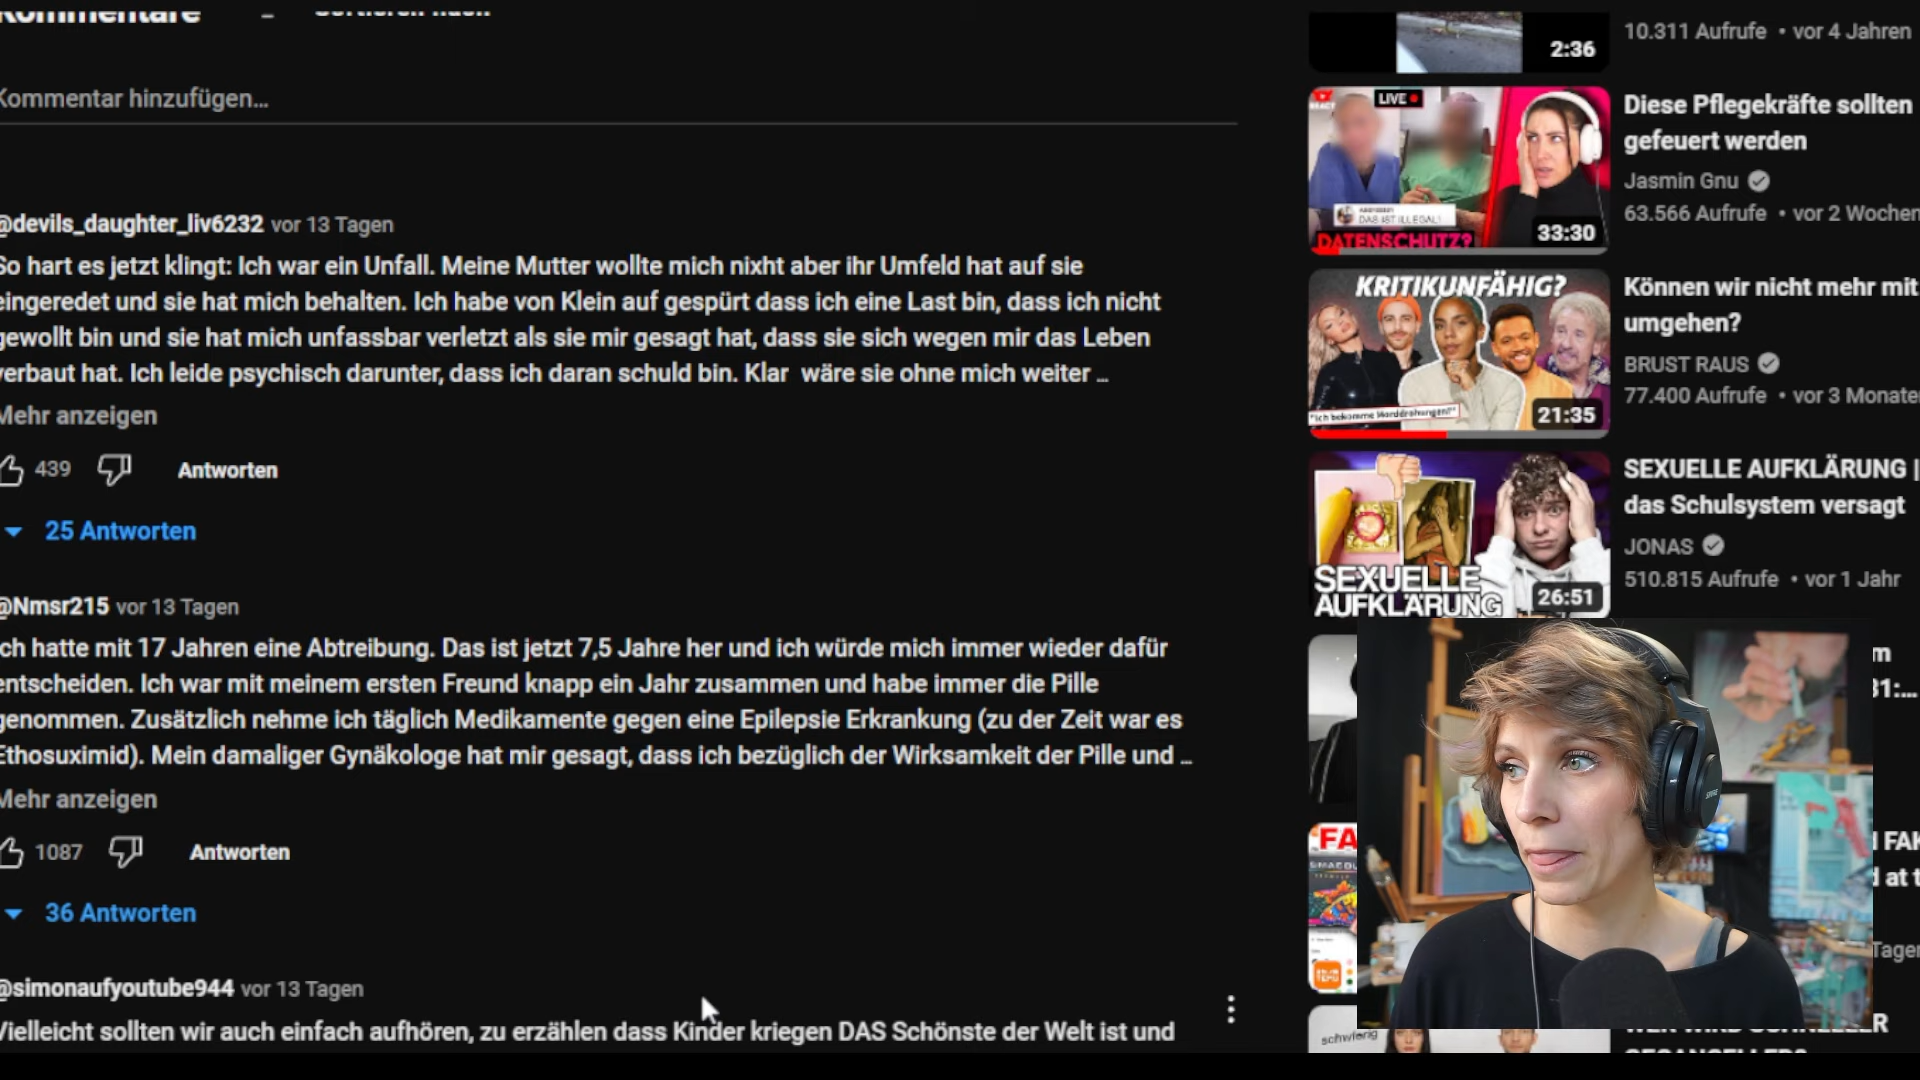 Kommentare
Kommentar hinzufügen...
@devils_daughter_liv6232 vor 13 Tagen
So hart es jetzt klingt: Ich war ein Unfall. Meine Mutter wollte mich nixht aber ihr Umfeld hat auf sie
eingeredet und sie hat mich behalten. Ich habe von Klein auf gespürt dass ich eine Last bin, dass ich nicht
gewollt bin und sie hat mich unfassbar verletzt als sie mir gesagt hat, dass sie sich wegen mir das Leben
verbaut hat. Ich leide psychisch darunter, dass ich daran schuld bin. Klar wäre sie ohne mich weiter ...
Mehr anzeigen
439 Antworten
25 Antworten
@Nmsr215 vor 13 Tagen
Ich hatte mit 17 Jahren eine Abtreibung. Das ist jetzt 7,5 Jahre her und ich würde mich immer wieder dafür
entscheiden. Ich war mit meinem ersten Freund knapp ein Jahr zusammen und habe immer die Pille
genommen. Zusätzlich nehme ich täglich Medikamente gegen eine Epilepsie Erkrankung (zu der Zeit war es
Ethosuximid). Mein damaliger Gynäkologe hat mir gesagt, dass ich bezüglich der Wirksamkeit der Pille und ...
Mehr anzeigen
1087 Antworten
36 Antworten
@simonaufyoutube944 vor 13 Tagen
Vielleicht sollten wir auch einfach aufhören, zu erzählen dass Kinder kriegen DAS Schönste der Welt ist und
2:36
10.311 Aufrufe • vor 4 Jahren
LIVE
DAS IST ILLEGAL!
DATENSCHUTZ?
33:30
Diese Pflegekräfte sollten
gefeuert werden
Jasmin Gnu
63.566 Aufrufe • vor 2 Wochen
KRITIKUNFÄHIG?
"Ich bekomme Morddrohungen!"
21:35
Können wir nicht mehr mit
umgehen?
BRUST RAUS
77.400 Aufrufe • vor 3 Monaten
SEXUELLE
AUFKLÄRUNG
26:51
SEXUELLE AUFKLÄRUNG |
das Schulsystem versagt
JONAS
510.815 Aufrufe • vor 1 Jahr
FA
schwierig